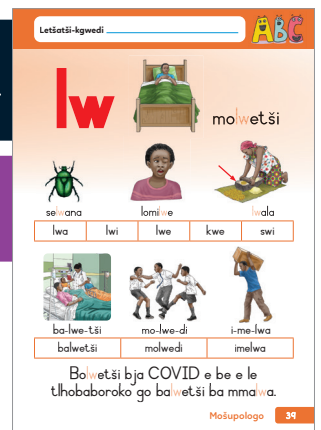 Letšatši-kgwedi
ABC
lw
molwetši
selwana lomilwe lwala
lwa lwi lwe kwe swi
ba-lwe-tši mo-lwe-di i-me-lwa
balwetši molwedi imelwa
Bolwetši bja COVID e be e le
tlhobaboroko go balwetši ba mmalwa.
Mošupologo 39